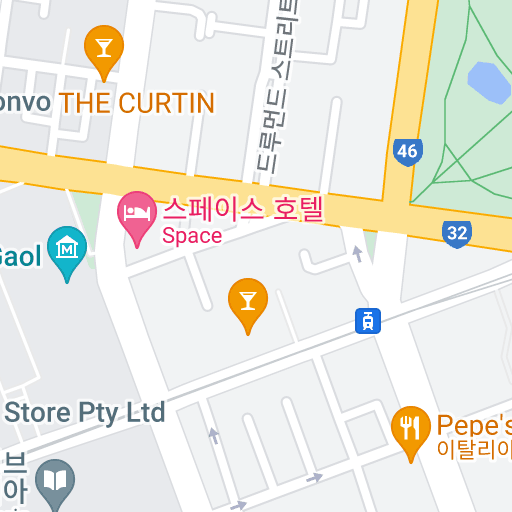 onvo
THE CURTIN
드루먼드 스트리트
46
스페이스 호텔
Space
32
Gaol
Store Pty Ltd
Pepe's
이탈리아
브
아